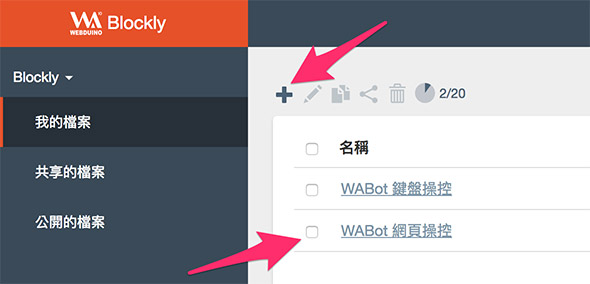 WA
WEBDUINO
Blockly
Blockly
我的檔案
共享的檔案
公開的檔案
2/20
名稱
WABot 鍵盤操控
WABot 網頁操控